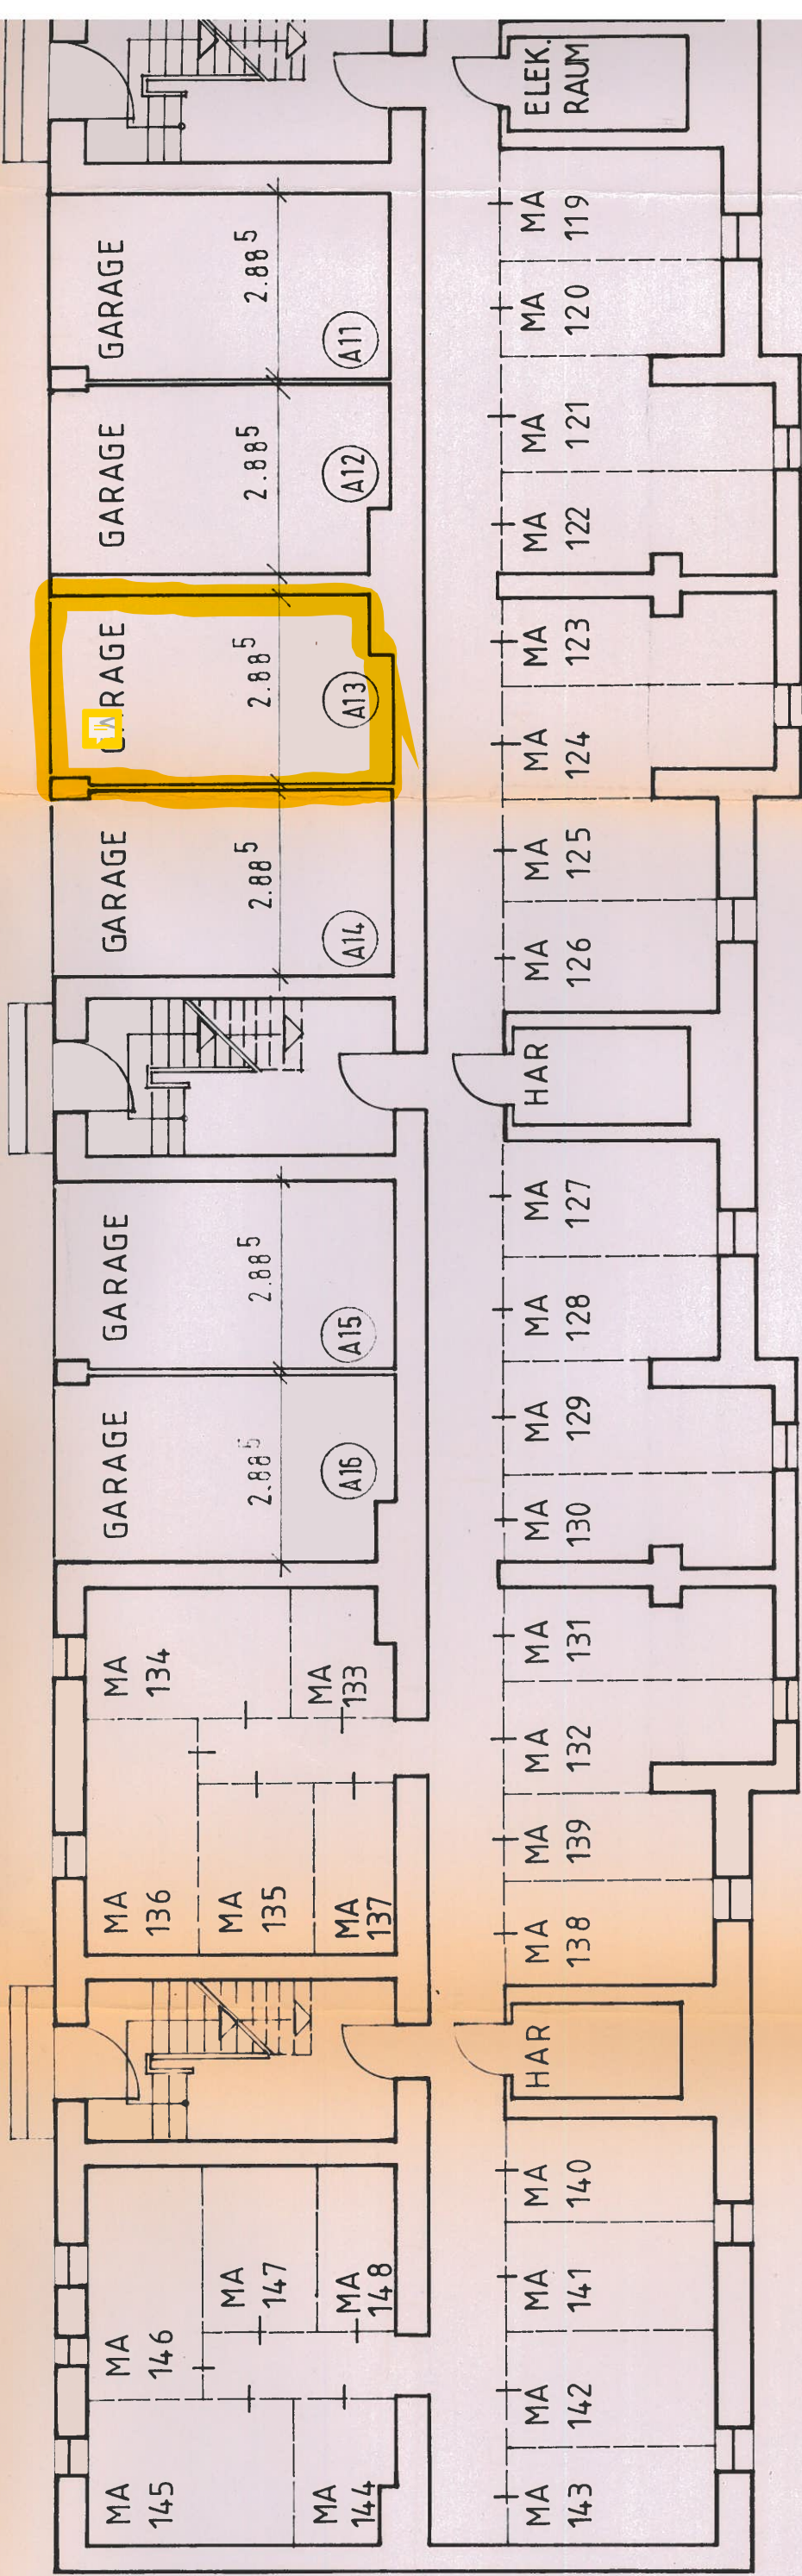 ELEK.
RAUM
GARAGE
2.88⁵
A11
MA
119
MA
120
GARAGE
2.88⁵
A12
MA
121
MA
122
GARAGE
2.88⁵
A13
MA
123
MA
124
GARAGE
2.88⁵
A14
MA
125
MA
126
HAR
GARAGE
2.88⁵
A15
MA
127
MA
128
GARAGE
2.88⁵
A16
MA
129
MA
130
MA
134
MA
133
MA
131
MA
132
MA
136
MA
135
MA
137
MA
139
MA
138
HAR
MA
146
MA
147
MA
148
MA
140
MA
141
MA
145
MA
144
MA
142
MA
143